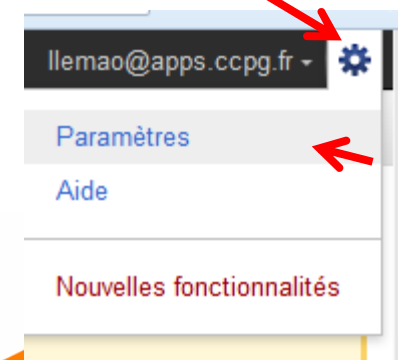 llemao@apps.ccpg.fr
Paramètres
Aide
Nouvelles fonctionnalités